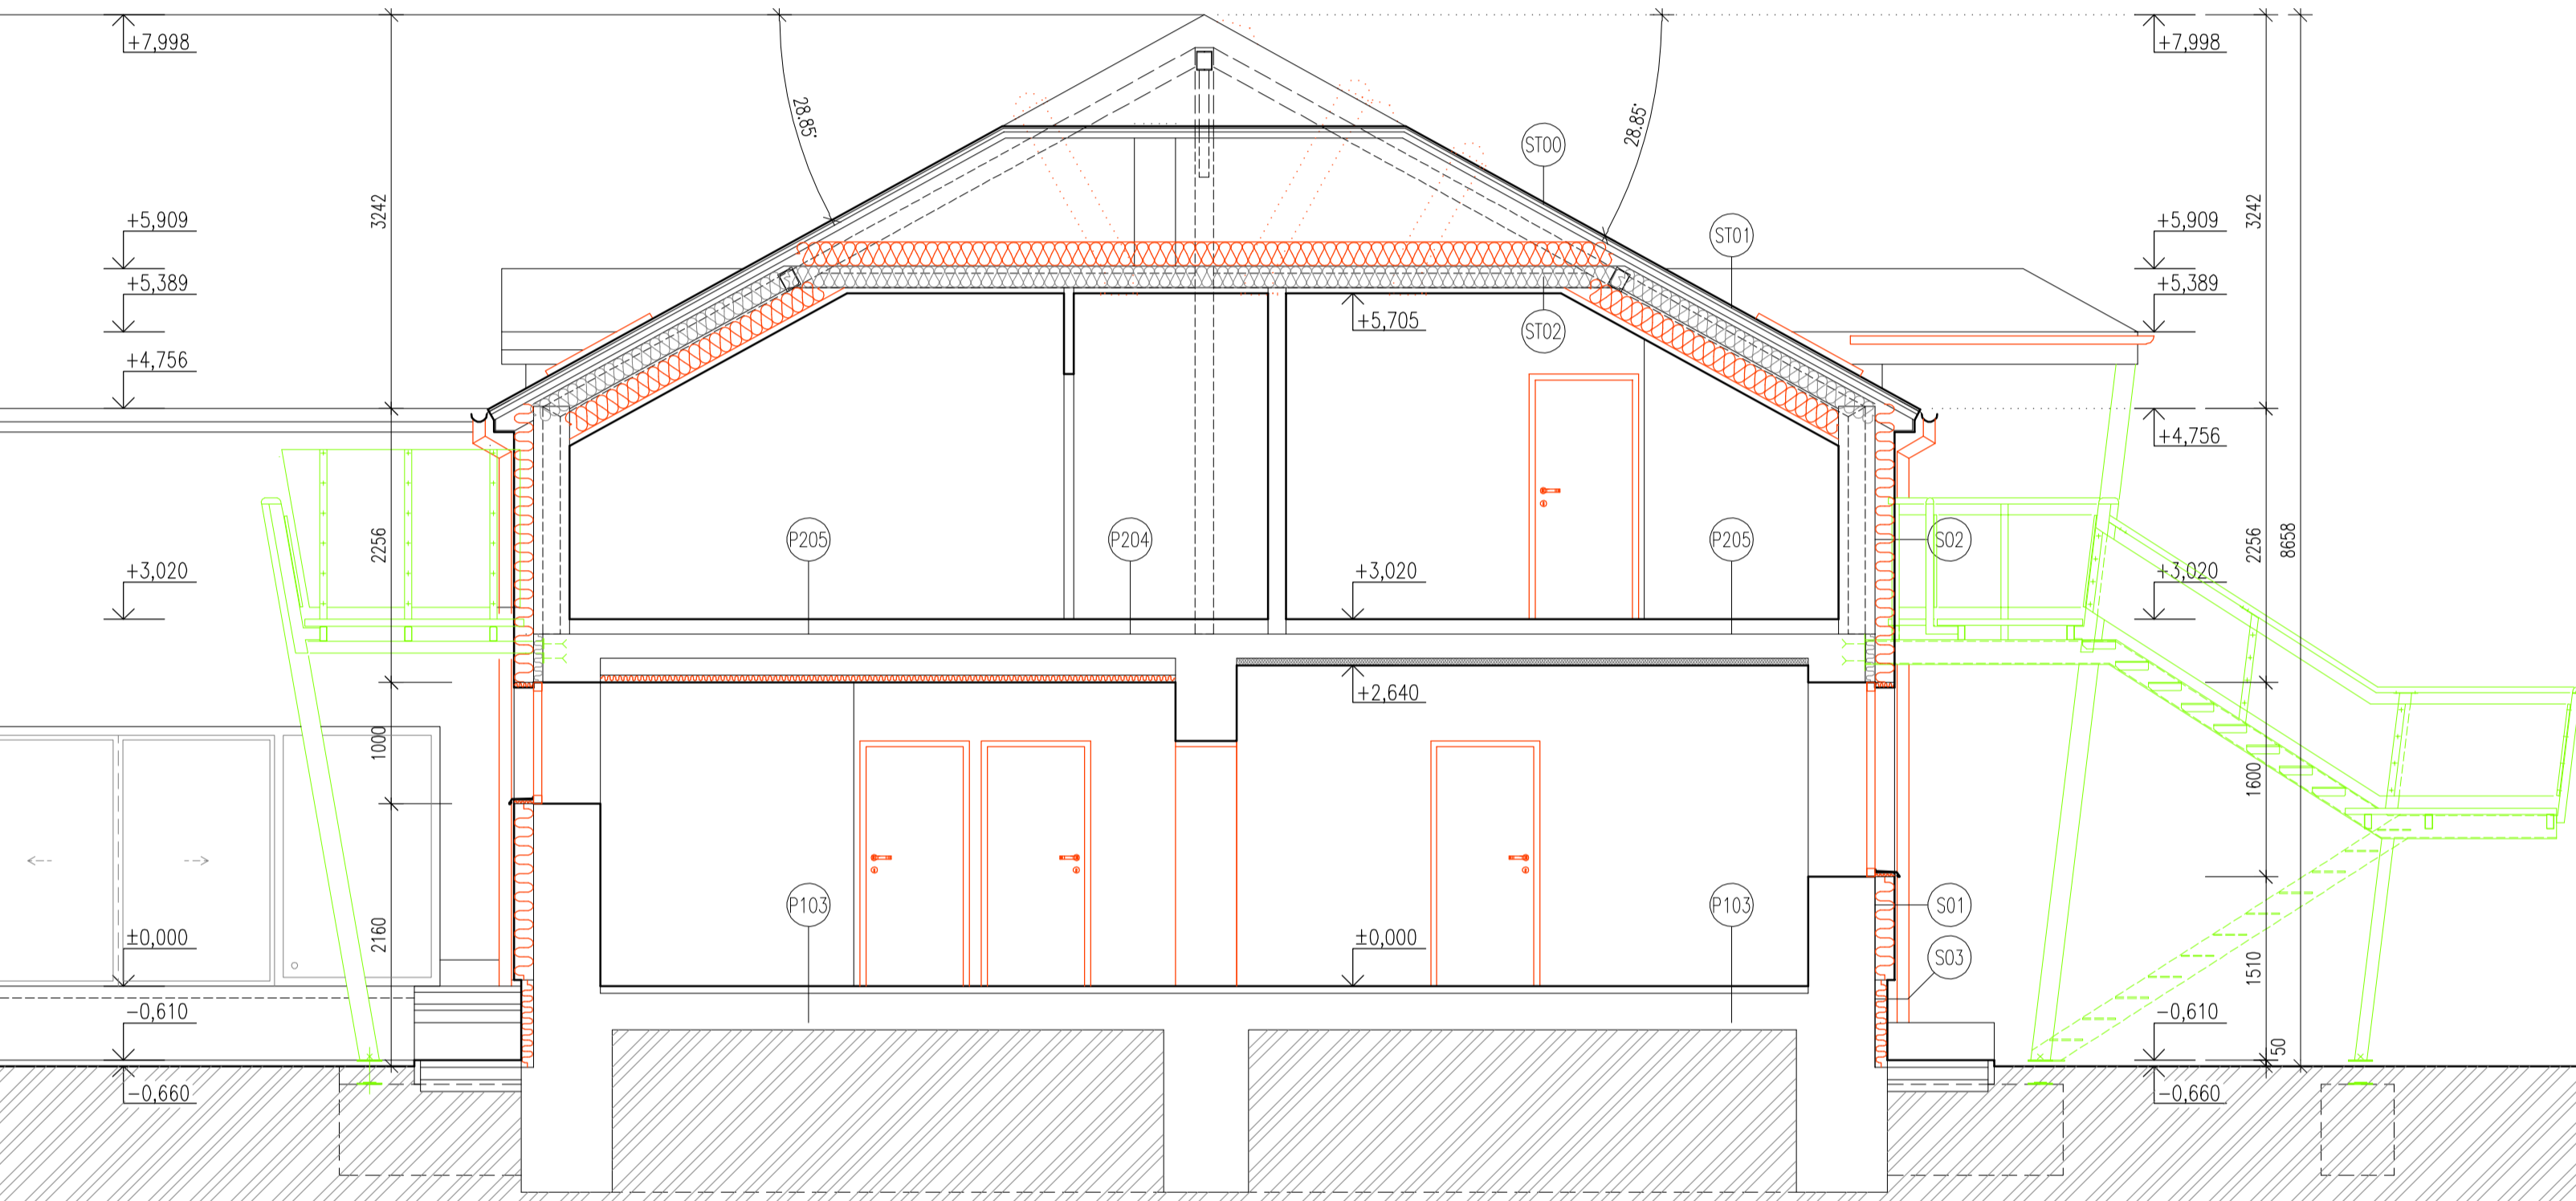 +7,998
+7,998
28.85°
28.85°
ST00
3242
+5,909
ST01
+5,909
3242
+5,389
+5,389
+5,705
ST02
+4,756
+4,756
2256
P205
P204
P205
S02
2256
8658
+3,020
+3,020
+3,020
+2,640
1000
1600
2160
P103
P103
S01
±0,000
±0,000
S03
1510
-0,610
-0,610
50
-0,660
-0,660